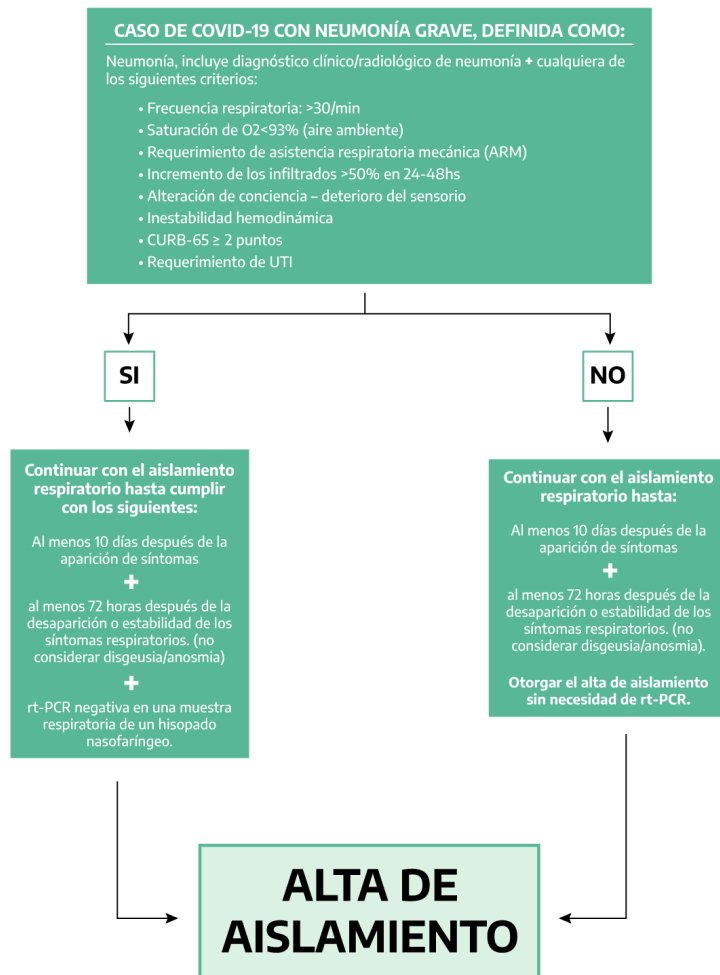 CASO DE COVID-19 CON NEUMONÍA GRAVE, DEFINIDA COMO:
Neumonía, incluye diagnóstico clínico/radiológico de neumonía + cualquiera de
los siguientes criterios:
• Frecuencia respiratoria: >30/min
• Saturación de O2<93% (aire ambiente)
• Requerimiento de asistencia respiratoria mecánica (ARM)
• Incremento de los infiltrados >50% en 24-48hs
• Alteración de conciencia – deterioro del sensorio
• Inestabilidad hemodinámica
• CURB-65 ≥ 2 puntos
• Requerimiento de UTI
SI
Continuar con el aislamiento
respiratorio hasta cumplir
con los siguientes:
Al menos 10 días después de la
aparición de síntomas
+
al menos 72 horas después de la
desaparición o estabilidad de los
síntomas respiratorios. (no
considerar disgeusia/anosmia)
+
rt-PCR negativa en una muestra
respiratoria de un hisopado
nasofaríngeo.
NO
Continuar con el aislamiento
respiratorio hasta:
Al menos 10 días después de la
aparición de síntomas
+
al menos 72 horas después de la
desaparición o estabilidad de los
síntomas respiratorios. (no
considerar disgeusia/anosmia).
Otorgar el alta de aislamiento
sin necesidad de rt-PCR.
ALTA DE
AISLAMIENTO